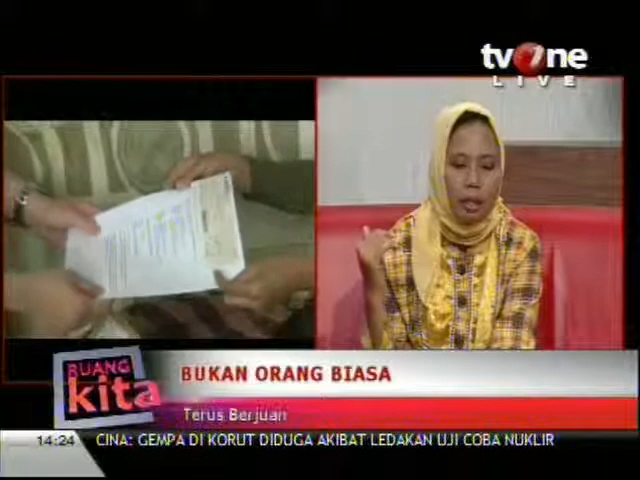 tvOne
LIVE
RUANG
kita
BUKAN ORANG BIASA
Terus Berjuan
14:24 CINA: GEMPA DI KORUT DIDUGA AKIBAT LEDAKAN UJI COBA NUKLIR